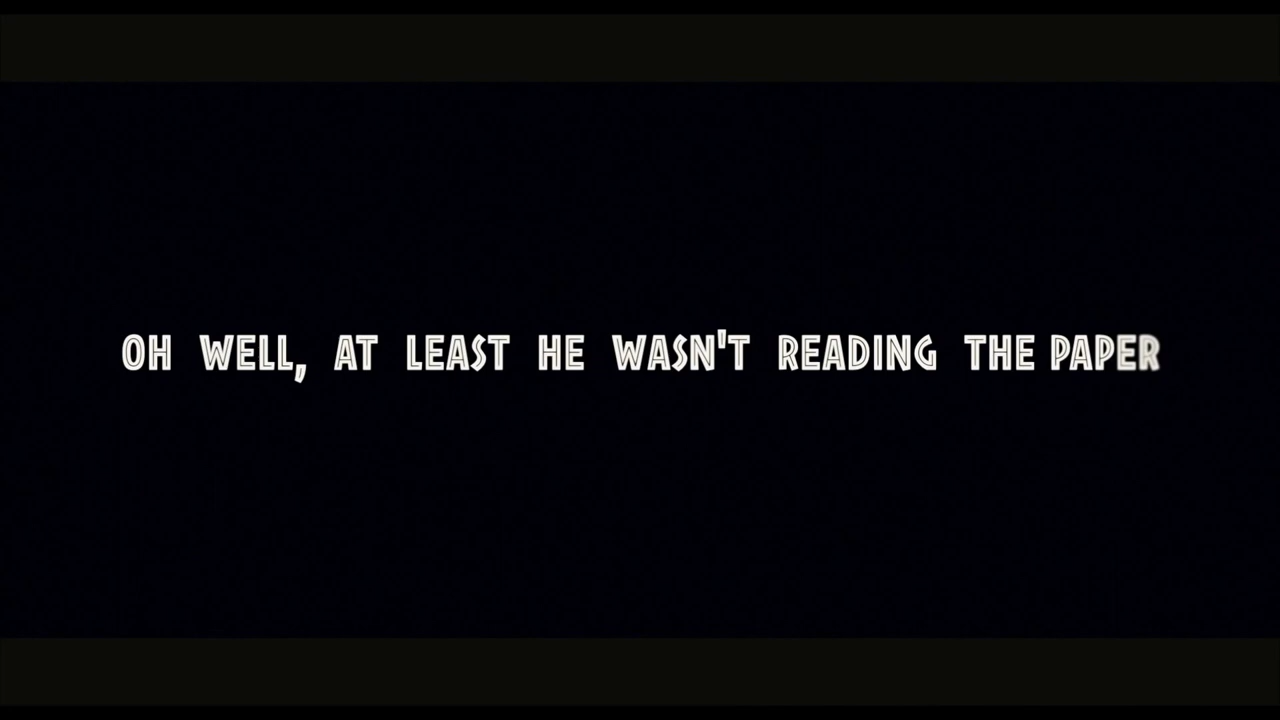 OH WELL, AT LEAST HE WASN'T READING THE PAPER